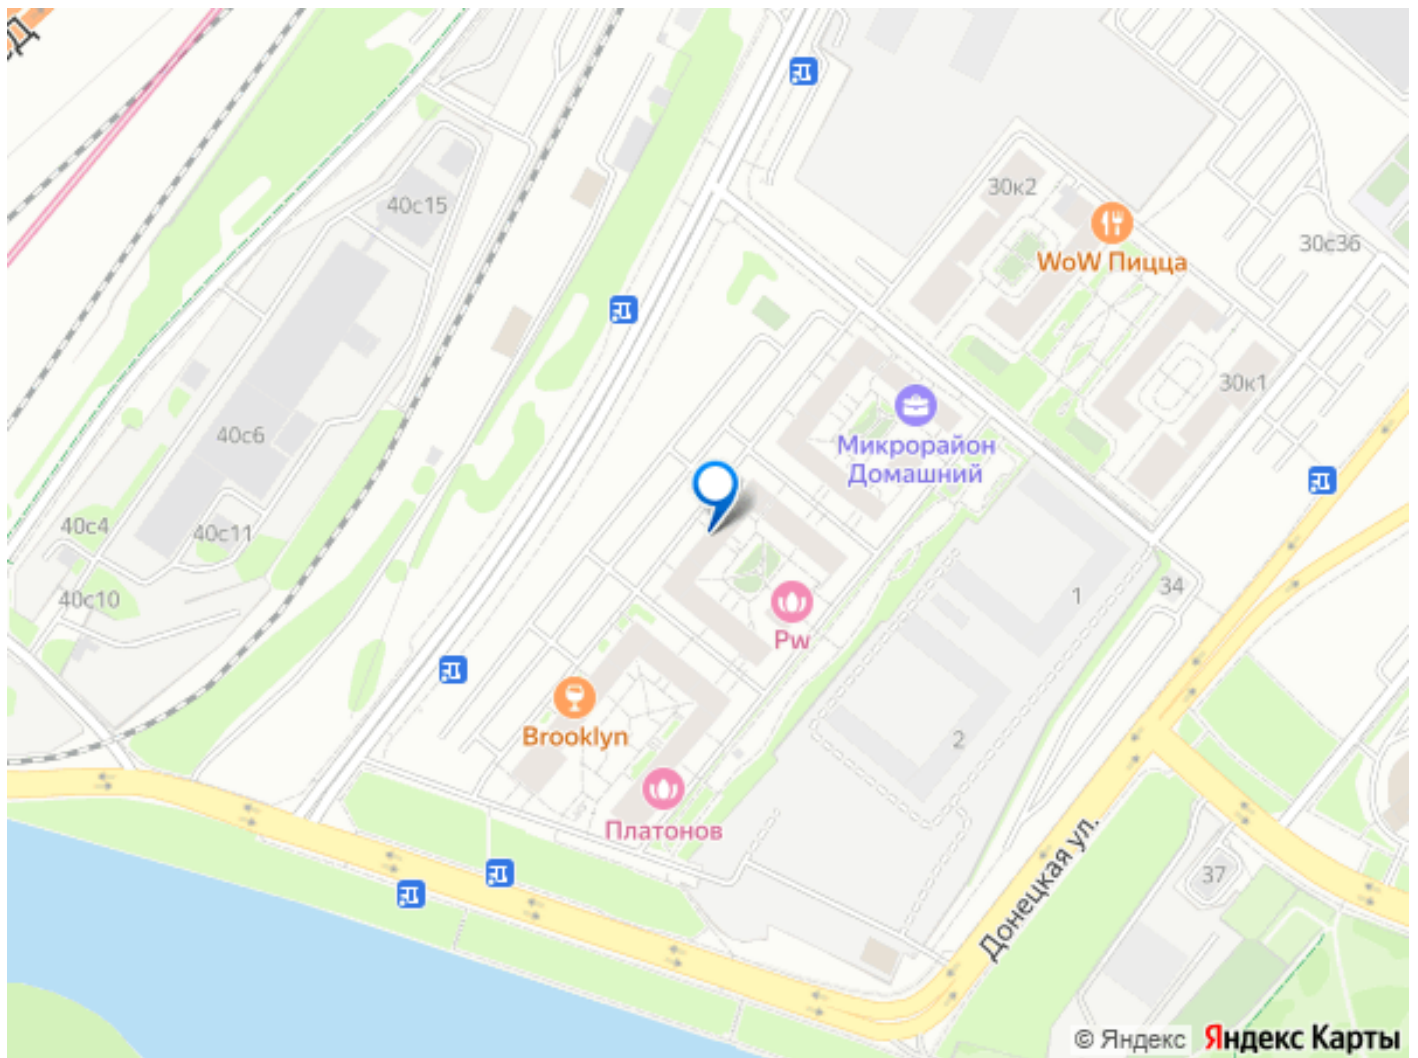 40с15
30к2
WoW Пицца
30с36
30к1
Микрорайон
Домашний
40с6
40с4
40с11
40с10
1
34
Pw
Brooklyn
2
Платонов
Донецкая ул.
37
© Яндекс
Яндекс Карты